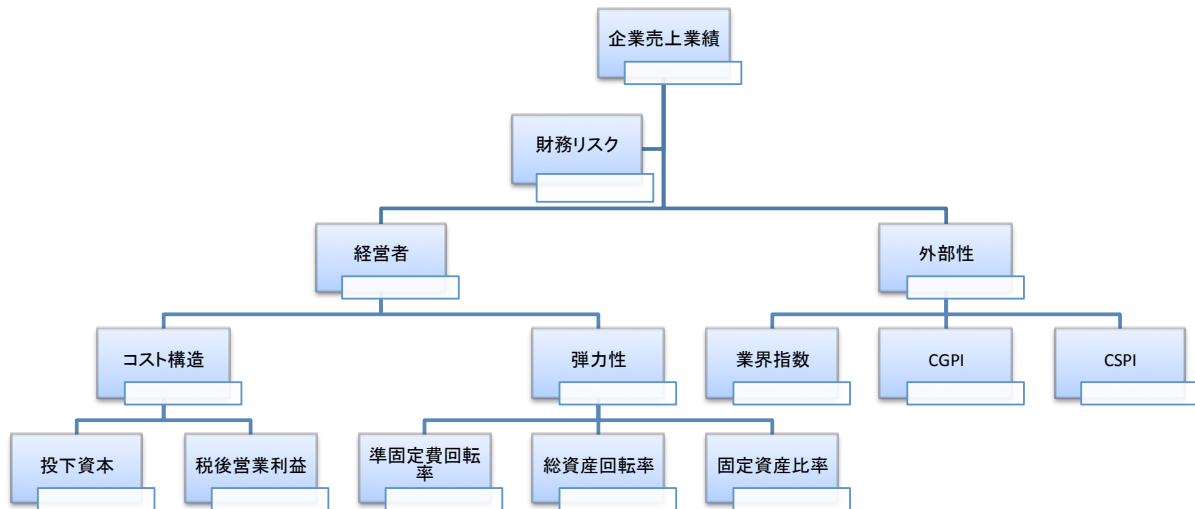 企業売上業績
財務リスク
経営者
外部性
コスト構造
弾力性
業界指数
CGPI
CSPI
投下資本
税後営業利益
準固定費回転
率
総資産回転率
固定資産比率